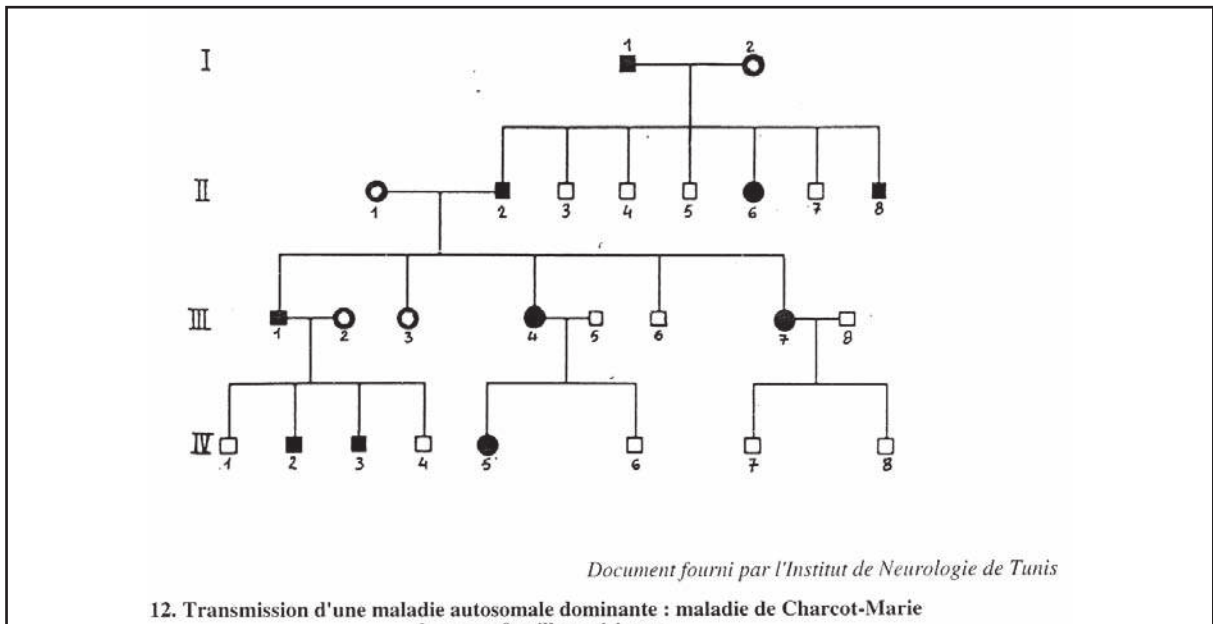 1 2
I
II
1 2 3 4 5 6 7 8
III
1 2 3 4 5 6 7 8
IV
1 2 3 4 5 6 7 8
Document fourni par l'Institut de Neurologie de Tunis
12. Transmission d'une maladie autosomale dominante : maladie de Charcot-Marie